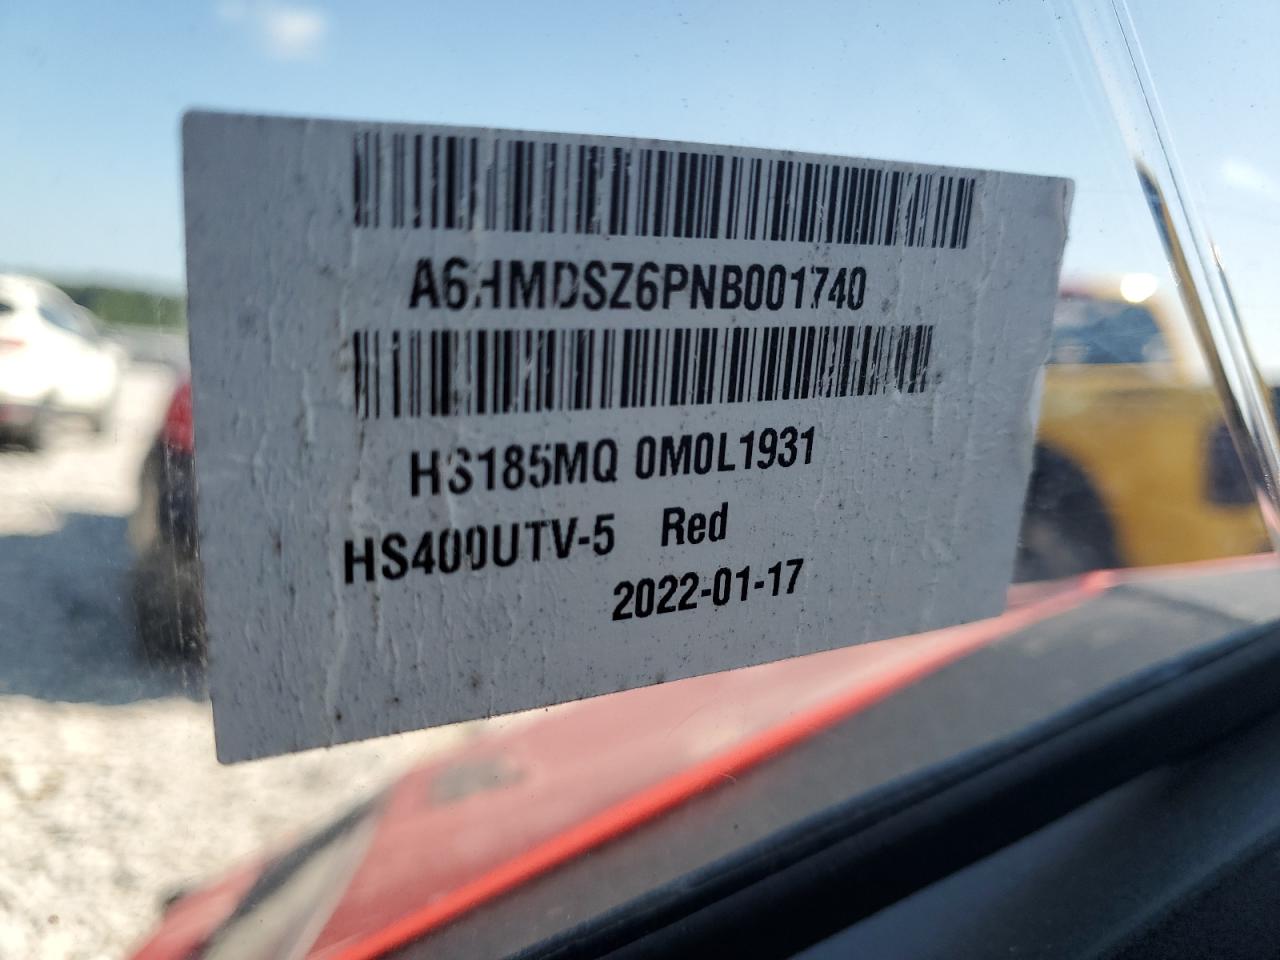 A6HMDSZ6PNB001740
HS185MQ 0M0L1931
HS400UTV-5 Red
2022-01-17